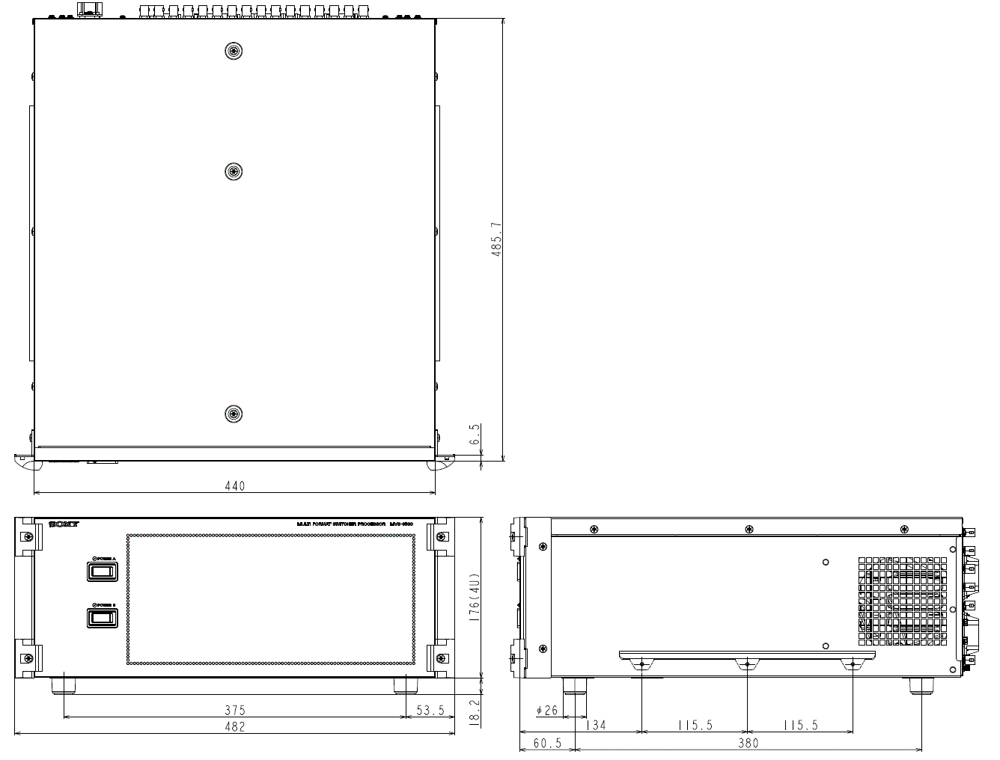 485.7
6.5
440
SONY
MULTI FORMAT SWITCHER PROCESSOR
POWER A
POWER B
176(4U)
18.2
375
53.5
482
φ26
134
115.5
115.5
60.5
380